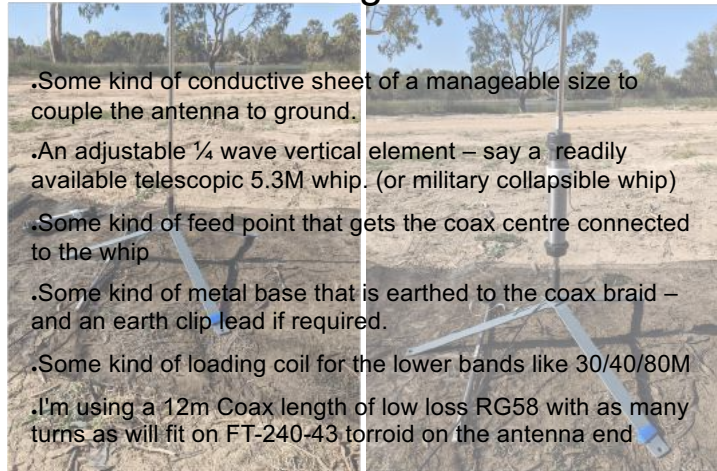 .Some kind of conductive sheet of a manageable size to
couple the antenna to ground.
.An adjustable ¼ wave vertical element – say a readily
available telescopic 5.3M whip. (or military collapsible whip)
.Some kind of feed point that gets the coax centre connected
to the whip
.Some kind of metal base that is earthed to the coax braid –
and an earth clip lead if required.
.Some kind of loading coil for the lower bands like 30/40/80M
.I'm using a 12m Coax length of low loss RG58 with as many
turns as will fit on FT-240-43 torroid on the antenna end